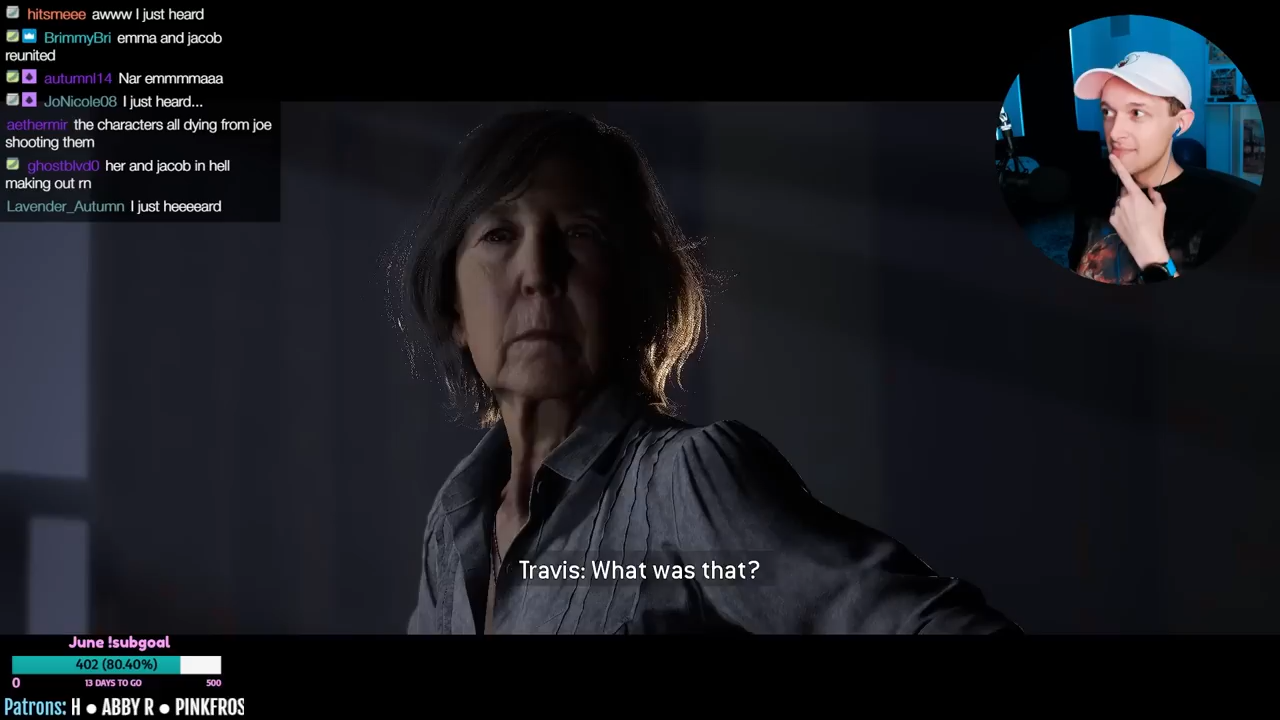 hitsmeee awww I just heard
BrimmyBri emma and jacob
reunited
autumnl14 Nar emmmmaaa
JoNicole08 I just heard...
aethermir the characters all dying from joe
shooting them
ghostblvd0 her and jacob in hell
making out rn
Lavender_Autumn I just heeeeard
Travis: What was that?
June !subgoal
402 (80.40%)
0 13 DAYS TO GO 500
Patrons: H ● ABBY R ● PINKFROS